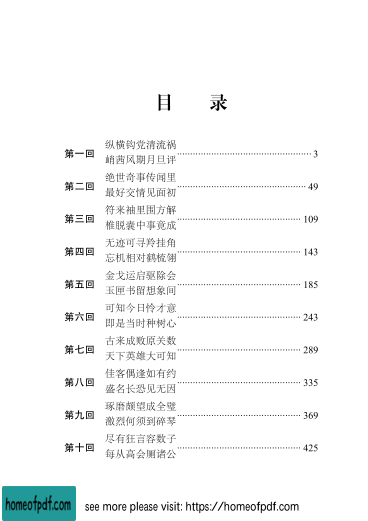 目 录
纵横钩党清流祸
第一回 3
峭茜风期月旦评
绝世奇事传闻里
第二回 49
最好交情见面初
符来袖里围方解
第三回 109
椎脱囊中事竟成
无迹可寻羚挂角
第四回 143
忘机相对鹤梳翎
金戈运启驱除会
第五回 185
玉匣书留想象间
可知今日怜才意
第六回 243
即是当时种树心
古来成败原关数
第七回 289
天下英雄大可知
佳客偶逢如有约
第八回 335
盛名长恐见无因
琢磨颇望成全璧
第九回 369
激烈何须到碎琴
尽有狂言容数子
第十回 425
每从高会厕诸公
homeofpdf.com see more please visit: https://homeofpdf.com